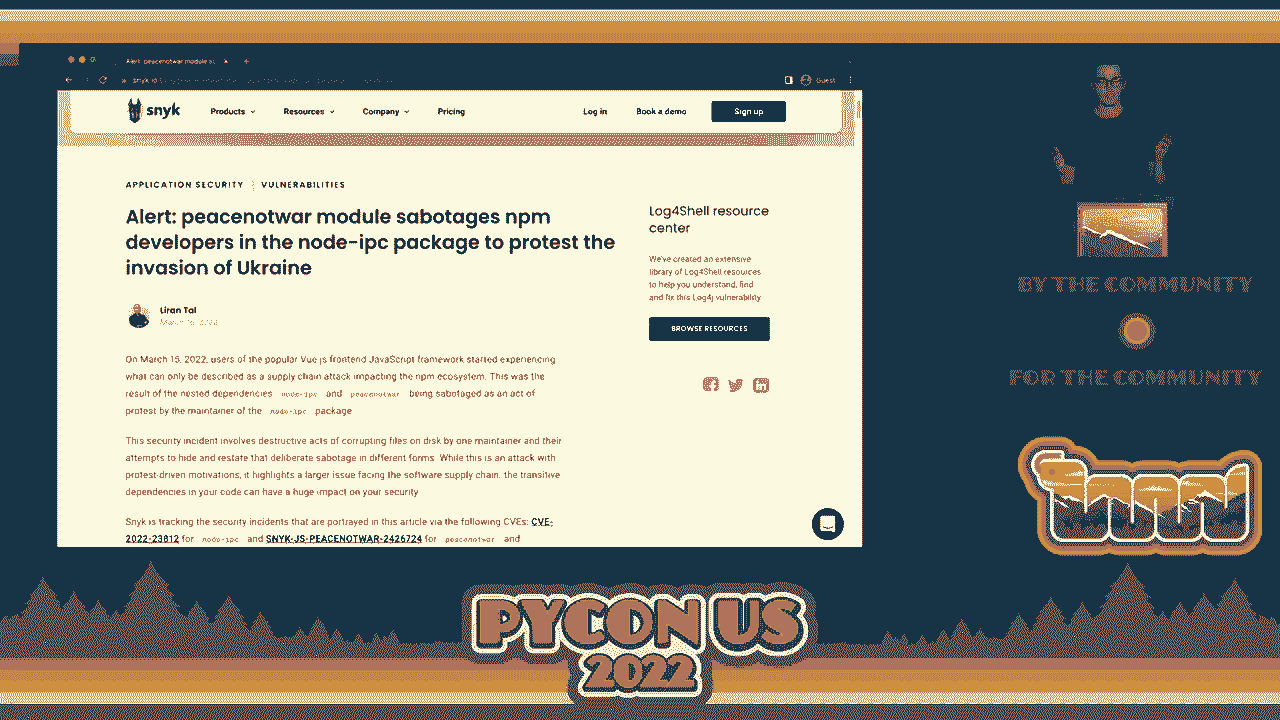 Alert: peacenotwar module sa
Guest
snyk
Products
Resources
Company
Pricing
Log in
Book a demo
Sign up
APPLICATION SECURITY
VULNERABILITIES
Alert: peacenotwar module sabotages npm
developers in the node-ipc package to protest the
invasion of Ukraine
Liran Tal
March 16, 2022
On March 15, 2022, users of the popular Vue.js frontend JavaScript framework started experiencing
what can only be described as a supply chain attack impacting the npm ecosystem. This was the
result of the nested dependencies node-ipc and peacenotwar being sabotaged as an act of
protest by the maintainer of the node-ipc package.
This security incident involves destructive acts of corrupting files on disk by one maintainer and their
attempts to hide and restate that deliberate sabotage in different forms. While this is an attack with
protest-driven motivations, it highlights a larger issue facing the software supply chain: the transitive
dependencies in your code can have a huge impact on your security.
Snyk is tracking the security incidents that are portrayed in this article via the following CVEs: CVE-
2022-23812 for node-ipc and SNYK-JS-PEACENOTWAR-2426724 for peacenotwar and
Log4Shell resource
center
We've created an extensive
library of Log4Shell resources
to help you understand, find
and fix this Log4j vulnerability.
BROWSE RESOURCES
BY THE COMMUNITY
FOR THE COMMUNITY
PYCON US
2022